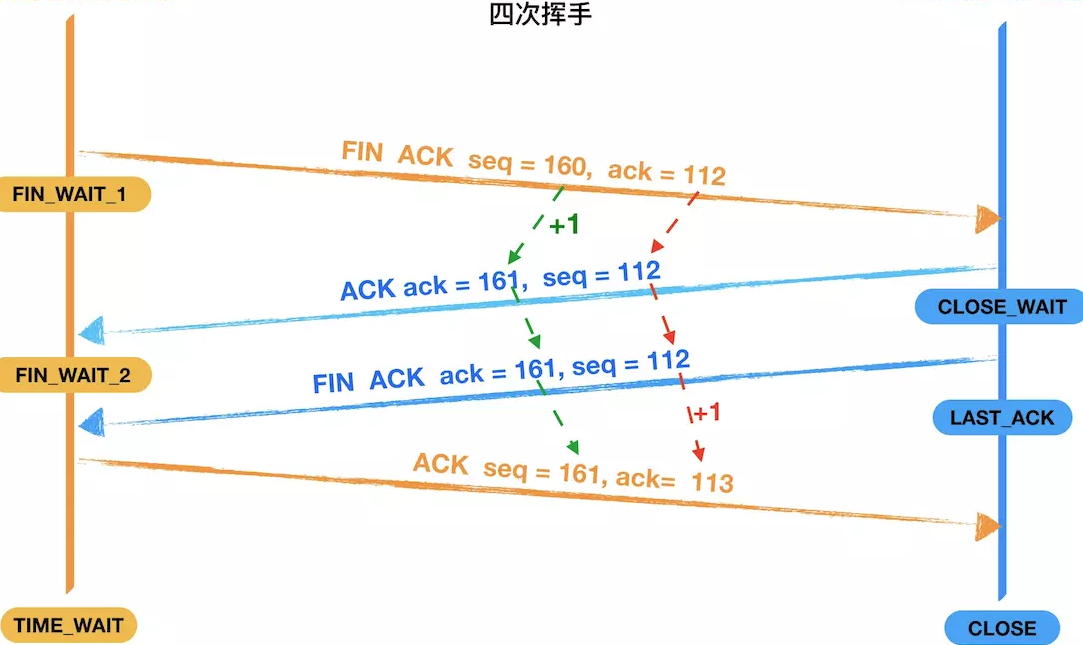 四次挥手
FIN ACK seq = 160, ack = 112
FIN_WAIT_1
+1
ACK ack = 161, seq = 112
CLOSE_WAIT
FIN_WAIT_2
FIN ACK ack = 161, seq = 112
\+1
LAST_ACK
ACK seq = 161, ack= 113
TIME_WAIT
CLOSE